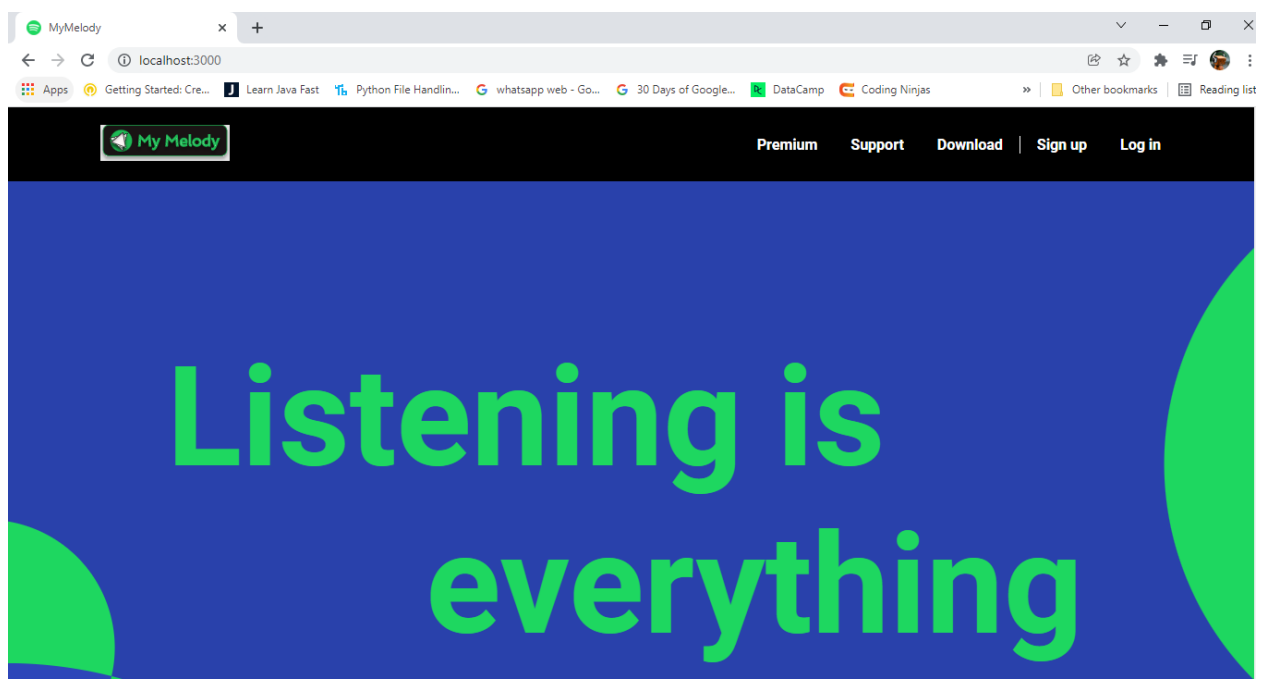 MyMelody
localhost:3000
Apps Getting Started: Cre... Learn Java Fast Python File Handlin... whatsapp web - Go... 30 Days of Google... DataCamp Coding Ninjas » Other bookmarks Reading list
My Melody Premium Support Download Sign up Log in
Listening is
everything